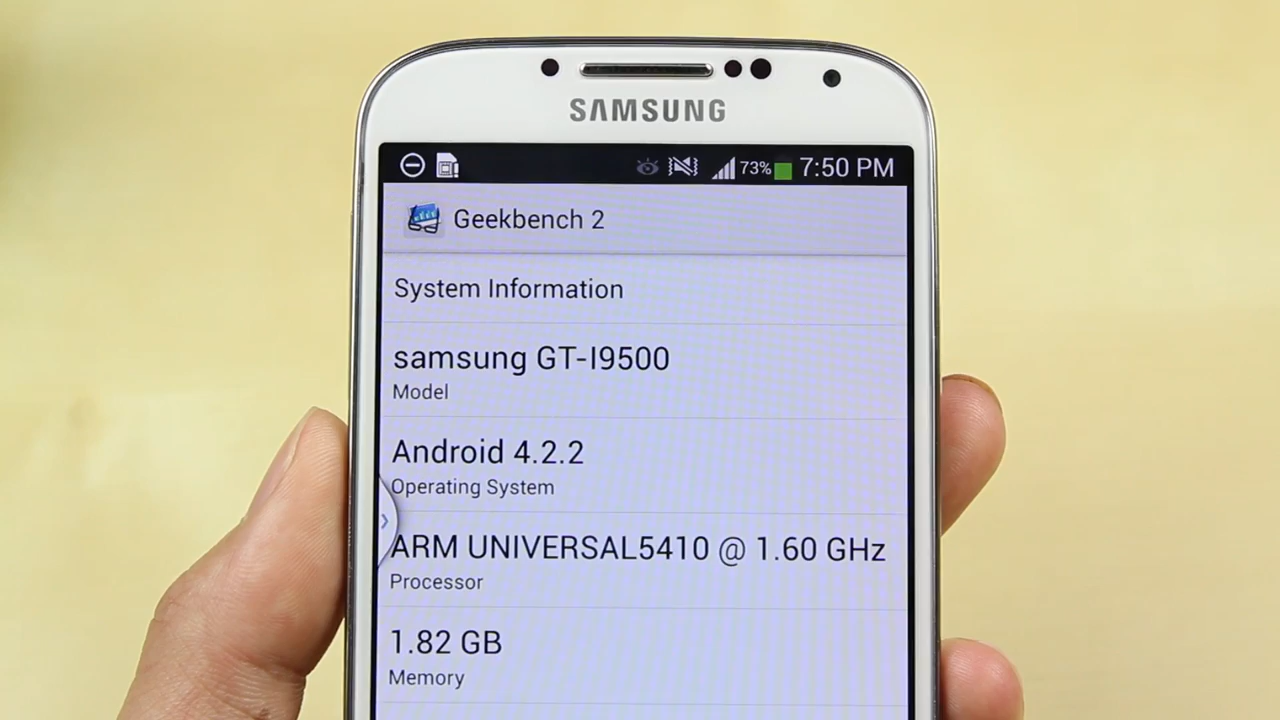 SAMSUNG
73% 7:50 PM
Geekbench 2
System Information
samsung GT-I9500
Model
Android 4.2.2
Operating System
ARM UNIVERSAL5410 @ 1.60 GHz
Processor
1.82 GB
Memory